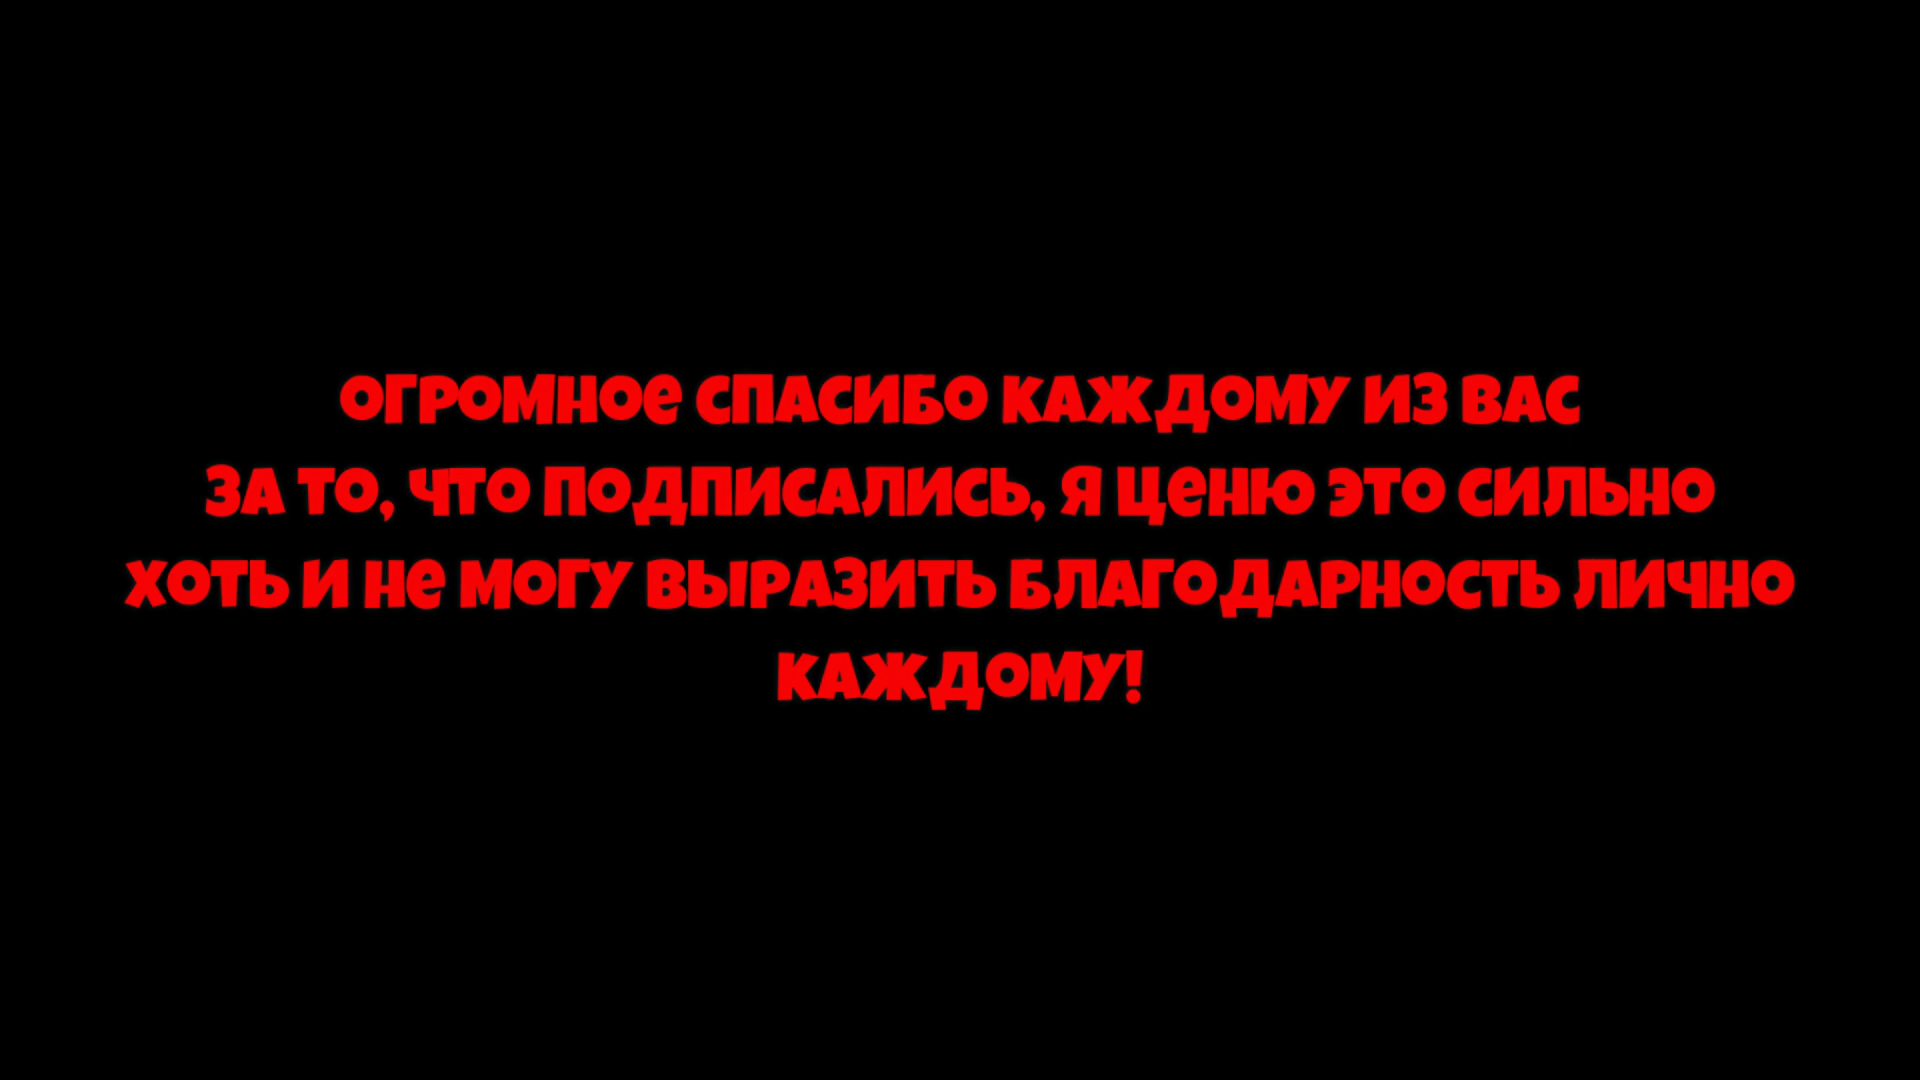 ОГРОМНОЕ СПАСИБО КАЖДОМУ ИЗ ВАС
ЗА ТО, ЧТО ПОДПИСАЛИСЬ, Я ЦЕНЮ ЭТО СИЛЬНО
ХОТЬ И НЕ МОГУ ВЫРАЗИТЬ БЛАГОДАРНОСТЬ ЛИЧНО
КАЖДОМУ!